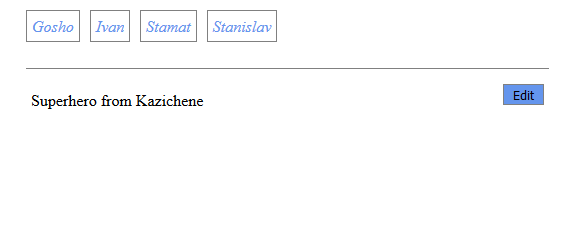 Gosho Ivan Stamat Stanislav
Superhero from Kazichene Edit